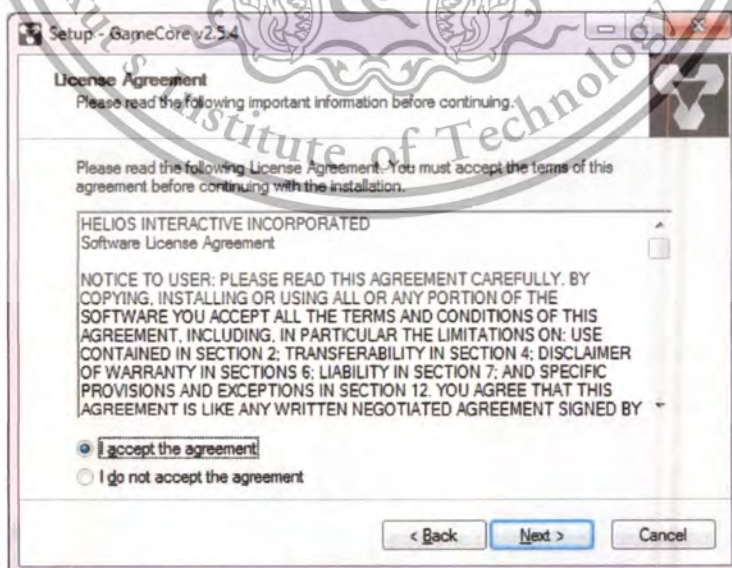 Setup - GameCore v2.5.4
License Agreement
Please read the following important information before continuing.
's Institute of Technology
Please read the following License Agreement. You must accept the terms of this
agreement before continuing with the installation.
HELIOS INTERACTIVE INCORPORATED
Software License Agreement
NOTICE TO USER: PLEASE READ THIS AGREEMENT CAREFULLY. BY
COPYING, INSTALLING OR USING ALL OR ANY PORTION OF THE
SOFTWARE YOU ACCEPT ALL THE TERMS AND CONDITIONS OF THIS
AGREEMENT, INCLUDING, IN PARTICULAR THE LIMITATIONS ON: USE
CONTAINED IN SECTION 2; TRANSFERABILITY IN SECTION 4; DISCLAIMER
OF WARRANTY IN SECTIONS 6; LIABILITY IN SECTION 7; AND SPECIFIC
PROVISIONS AND EXCEPTIONS IN SECTION 12. YOU AGREE THAT THIS
AGREEMENT IS LIKE ANY WRITTEN NEGOTIATED AGREEMENT SIGNED BY
I accept the agreement
I do not accept the agreement
< Back Next > Cancel